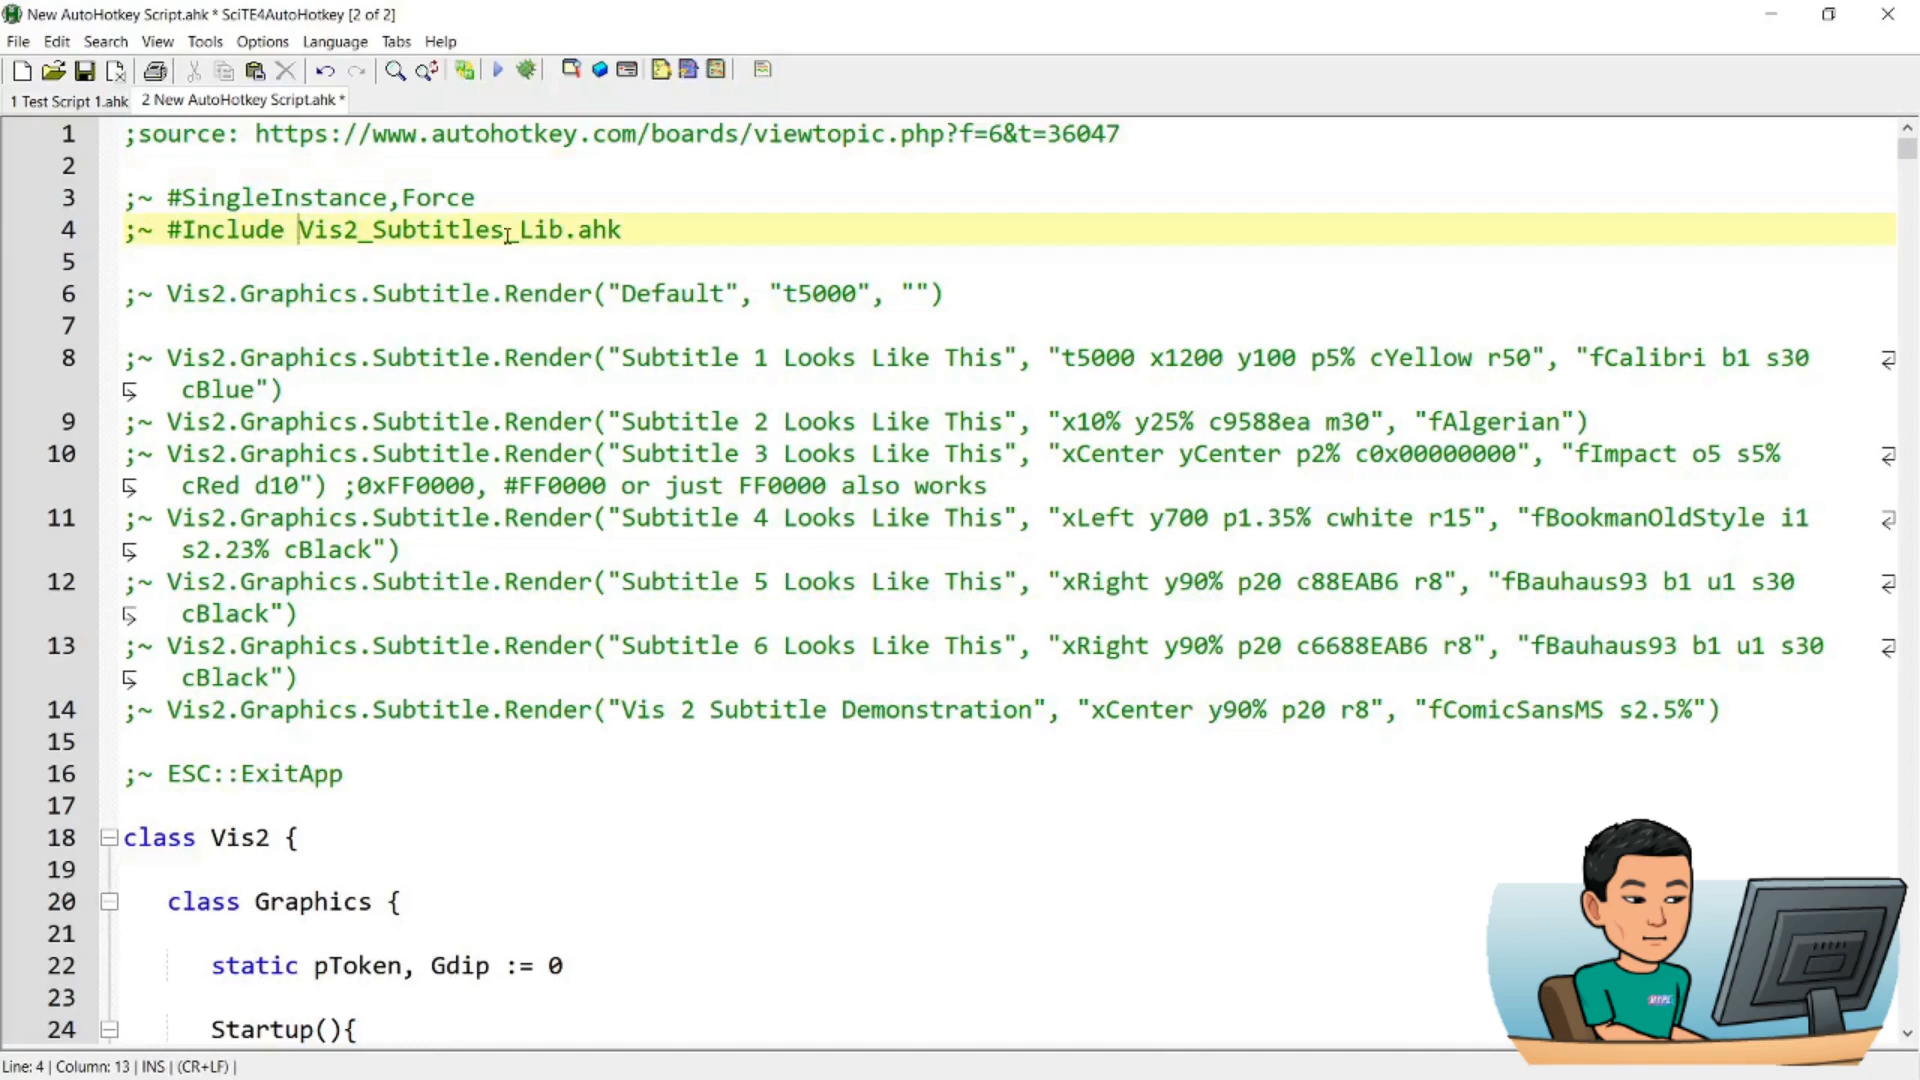 New AutoHotkey Script.ahk * SciTE4AutoHotkey [2 of 2]
File Edit Search View Tools Options Language Tabs Help
1 Test Script 1.ahk 2 New AutoHotkey Script.ahk *
1 ;source: https://www.autohotkey.com/boards/viewtopic.php?f=6&t=36047
2
3 ;~ #SingleInstance,Force
4 ;~ #Include Vis2_Subtitles_Lib.ahk
5
6 ;~ Vis2.Graphics.Subtitle.Render("Default", "t5000", "")
7
8 ;~ Vis2.Graphics.Subtitle.Render("Subtitle 1 Looks Like This", "t5000 x1200 y100 p5% cYellow r50", "fCalibri b1 s30
cBlue")
9 ;~ Vis2.Graphics.Subtitle.Render("Subtitle 2 Looks Like This", "x10% y25% c9588ea m30", "fAlgerian")
10 ;~ Vis2.Graphics.Subtitle.Render("Subtitle 3 Looks Like This", "xCenter yCenter p2% c0x00000000", "fImpact o5 s5%
cRed d10") ;0xFF0000, #FF0000 or just FF0000 also works
11 ;~ Vis2.Graphics.Subtitle.Render("Subtitle 4 Looks Like This", "xLeft y700 p1.35% cwhite r15", "fBookmanOldStyle i1
s2.23% cBlack")
12 ;~ Vis2.Graphics.Subtitle.Render("Subtitle 5 Looks Like This", "xRight y90% p20 c88EAB6 r8", "fBauhaus93 b1 u1 s30
cBlack")
13 ;~ Vis2.Graphics.Subtitle.Render("Subtitle 6 Looks Like This", "xRight y90% p20 c6688EAB6 r8", "fBauhaus93 b1 u1 s30
cBlack")
14 ;~ Vis2.Graphics.Subtitle.Render("Vis 2 Subtitle Demonstration", "xCenter y90% p20 r8", "fComicSansMS s2.5%")
15
16 ;~ ESC::ExitApp
17
18 class Vis2 {
19
20 class Graphics {
21
22 static pToken, Gdip := 0
23
24 Startup(){
Line: 4 | Column: 13 | INS | (CR+LF) |